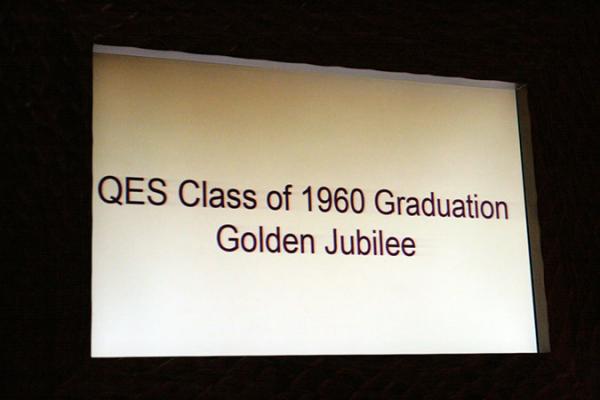 QES Class of 1960 Graduation
Golden Jubilee